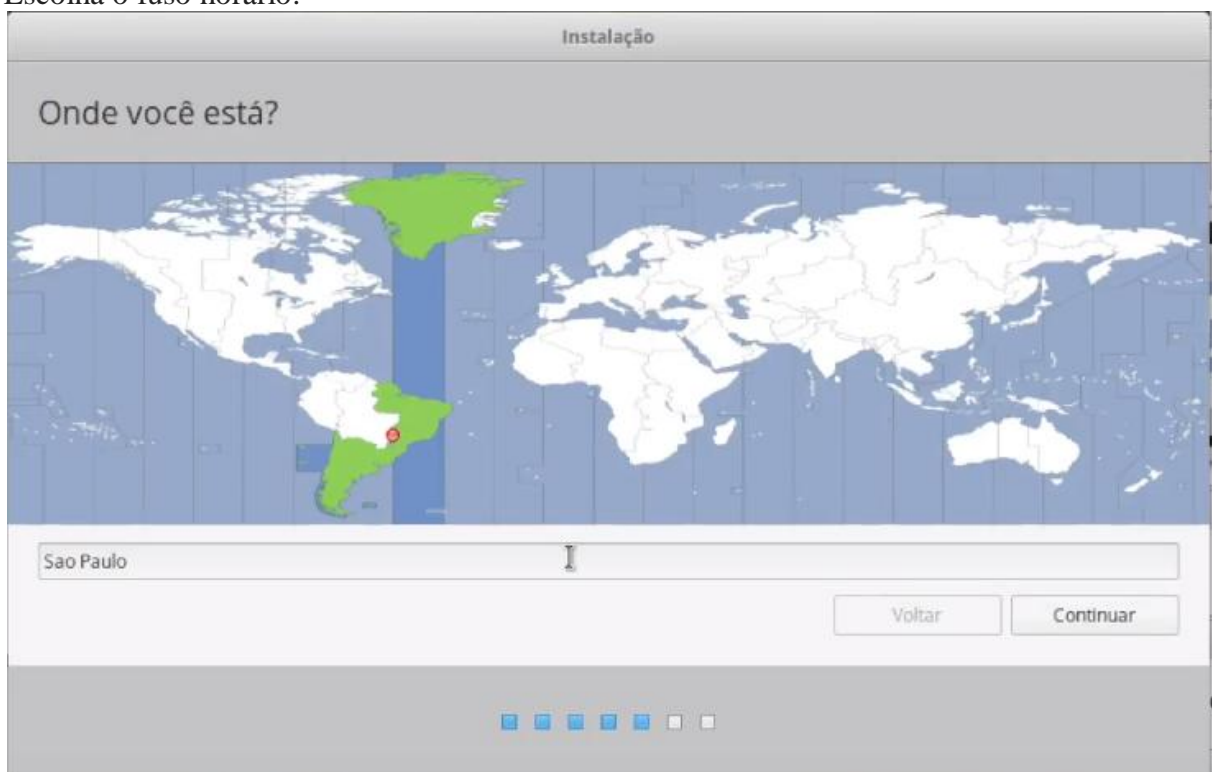 Escolha o fuso horário:
Instalação
Onde você está?
Sao Paulo
Voltar
Continuar